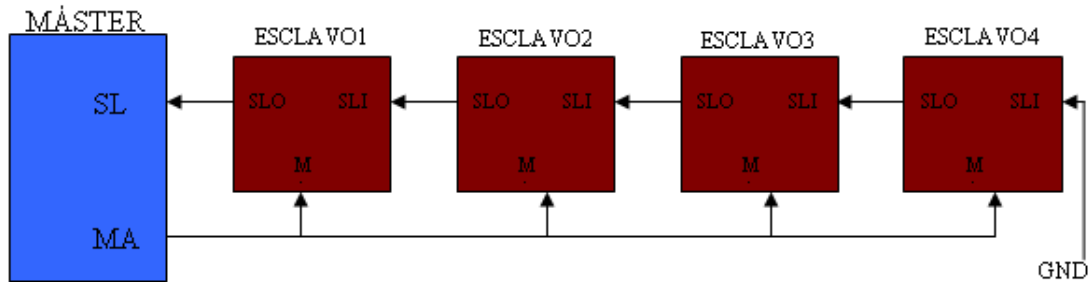 MÁSTER
ESCLAVO1
ESCLAVO2
ESCLAVO3
ESCLAVO4
SL
SLO SLI
SLO SLI
SLO SLI
SLO SLI
M
M
M
M
MA
GND